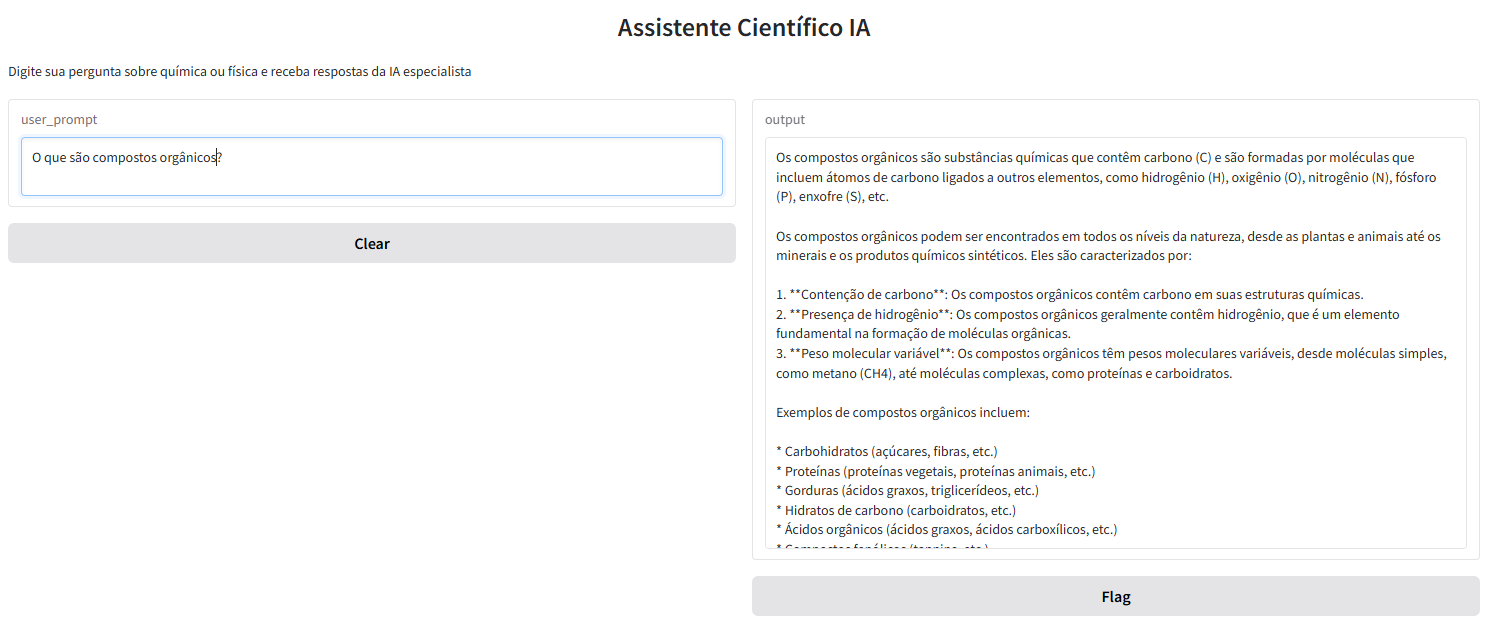 Assistente Científico IA
Digite sua pergunta sobre química ou física e receba respostas da IA especialista
user_prompt
O que são compostos orgânicos?
Clear
output
Os compostos orgânicos são substâncias químicas que contêm carbono (C) e são formadas por moléculas que
incluem átomos de carbono ligados a outros elementos, como hidrogênio (H), oxigênio (O), nitrogênio (N), fósforo
(P), enxofre (S), etc.
Os compostos orgânicos podem ser encontrados em todos os níveis da natureza, desde as plantas e animais até os
minerais e os produtos químicos sintéticos. Eles são caracterizados por:
1. **Contenção de carbono**: Os compostos orgânicos contêm carbono em suas estruturas químicas.
2. **Presença de hidrogênio**: Os compostos orgânicos geralmente contêm hidrogênio, que é um elemento
fundamental na formação de moléculas orgânicas.
3. **Peso molecular variável**: Os compostos orgânicos têm pesos moleculares variáveis, desde moléculas simples,
como metano (CH4), até moléculas complexas, como proteínas e carboidratos.
Exemplos de compostos orgânicos incluem:
* Carbohidratos (açúcares, fibras, etc.)
* Proteínas (proteínas vegetais, proteínas animais, etc.)
* Gorduras (ácidos graxos, triglicerídeos, etc.)
* Hidratos de carbono (carboidratos, etc.)
* Ácidos orgânicos (ácidos graxos, ácidos carboxílicos, etc.)
Flag